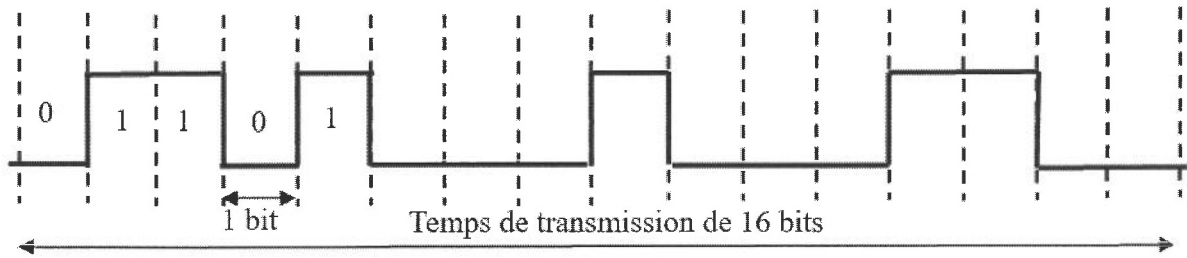 0 1 1 0 1
1 bit
Temps de transmission de 16 bits